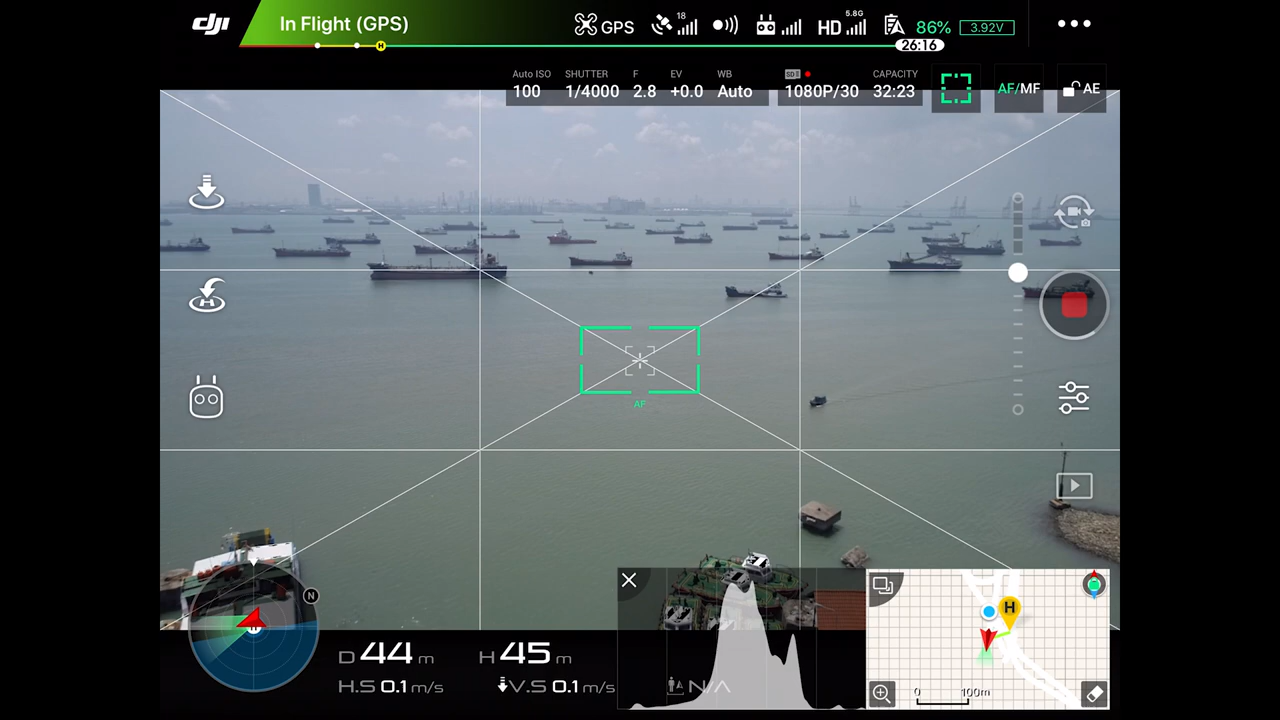 dji In Flight (GPS) GPS 18 HD 5.8G 86% 3.92V
H 26:16
Auto ISO SHUTTER F EV WB SD CAPACITY
100 1/4000 2.8 +0.0 Auto 1080P/30 32:23 AF/MF AE
H
AF
N
H
D 44 m H 45 m
H.S 0.1 m/s V.S 0.1 m/s N/A
0 100m